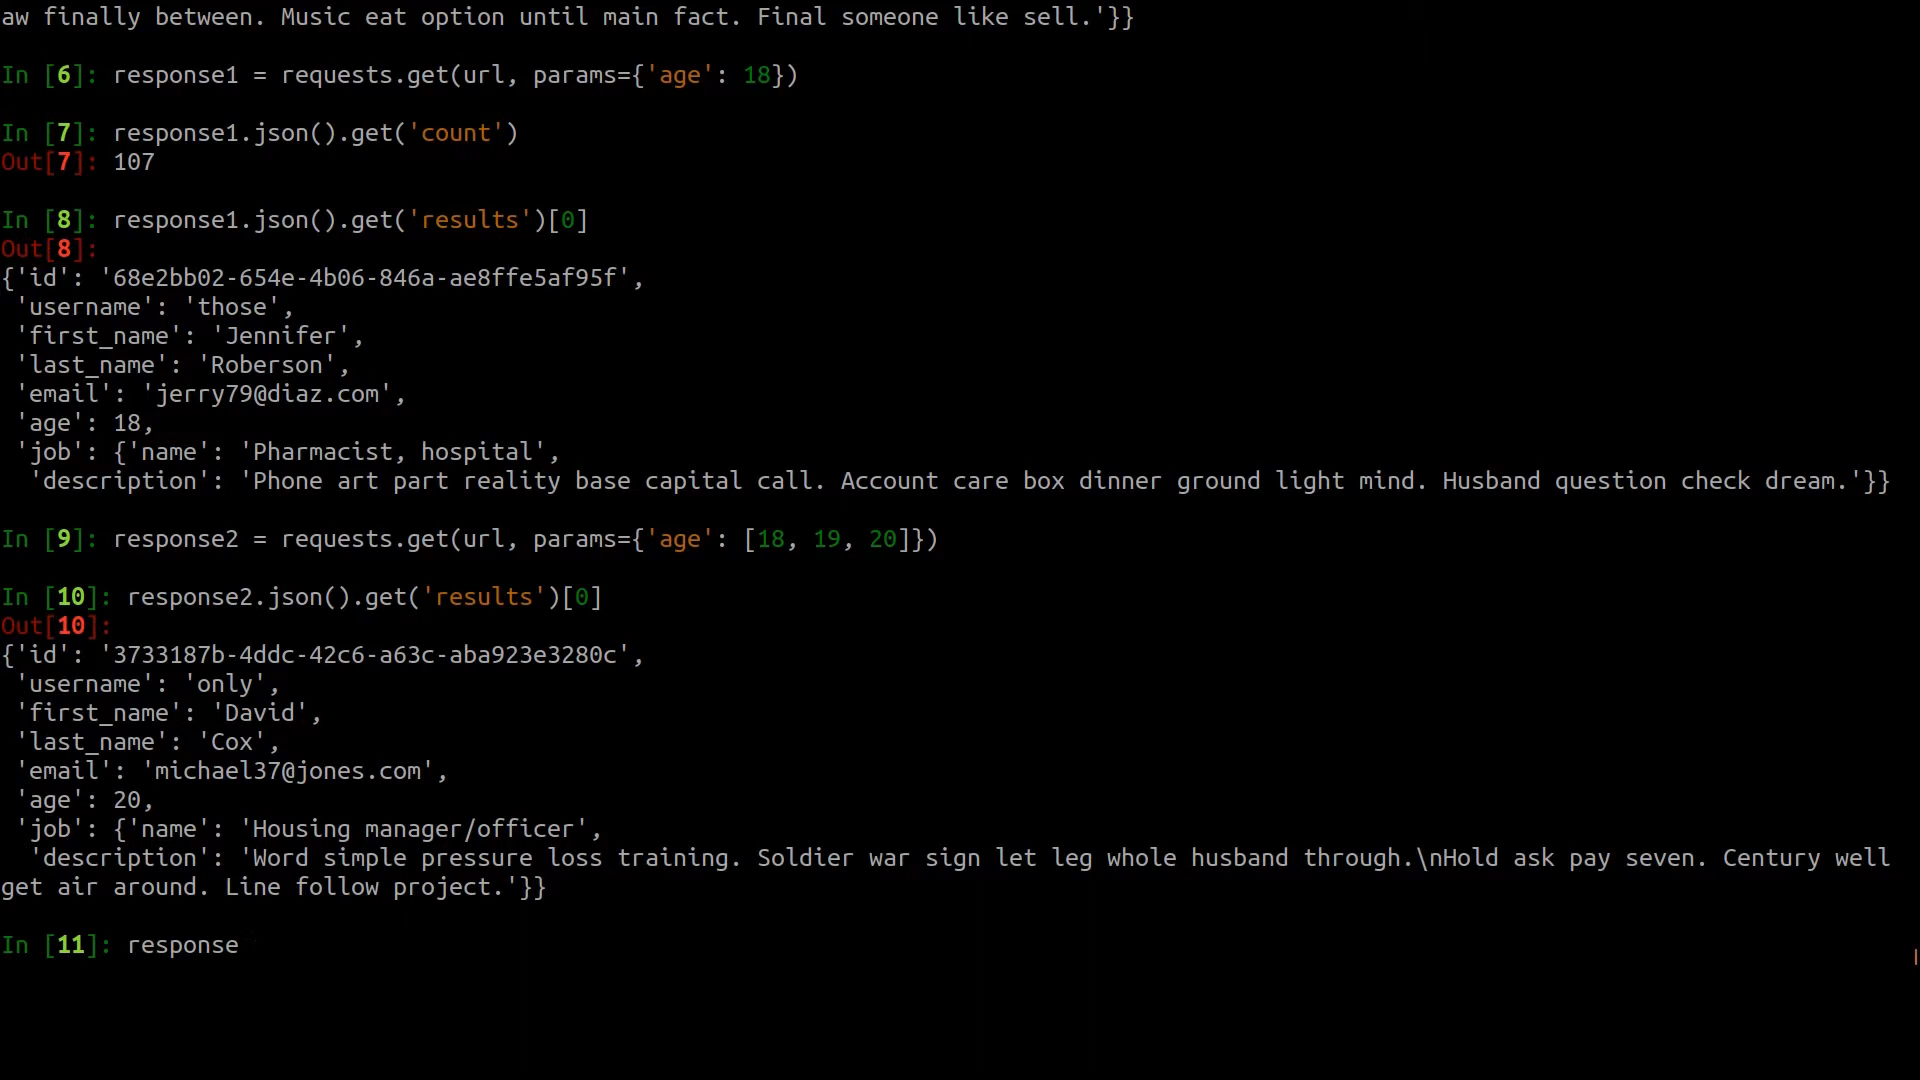 aw finally between. Music eat option until main fact. Final someone like sell.'}}
In [6]: response1 = requests.get(url, params={'age': 18})
In [7]: response1.json().get('count')
Out[7]: 107
In [8]: response1.json().get('results')[0]
Out[8]:
{'id': '68e2bb02-654e-4b06-846a-ae8ffe5af95f',
 'username': 'those',
 'first_name': 'Jennifer',
 'last_name': 'Roberson',
 'email': 'jerry79@diaz.com',
 'age': 18,
 'job': {'name': 'Pharmacist, hospital',
  'description': 'Phone art part reality base capital call. Account care box dinner ground light mind. Husband question check dream.'}}
In [9]: response2 = requests.get(url, params={'age': [18, 19, 20]})
In [10]: response2.json().get('results')[0]
Out[10]:
{'id': '3733187b-4ddc-42c6-a63c-aba923e3280c',
 'username': 'only',
 'first_name': 'David',
 'last_name': 'Cox',
 'email': 'michael37@jones.com',
 'age': 20,
 'job': {'name': 'Housing manager/officer',
  'description': 'Word simple pressure loss training. Soldier war sign let leg whole husband through.\nHold ask pay seven. Century well
get air around. Line follow project.'}}
In [11]: response